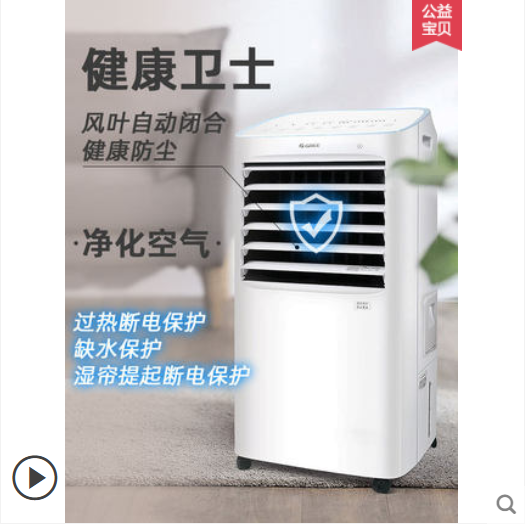 公益
宝贝
健康卫士
风叶自动闭合
健康防尘
·净化空气·
过热断电保护
缺水保护
湿帘提起断电保护